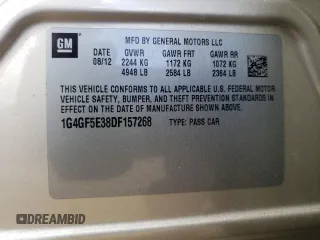 GM
MFD BY GENERAL MOTORS LLC
DATE GVWR GAWR FRT GAWR RR
08/12 2244 KG 1172 KG 1072 KG
4948 LB 2584 LB 2364 LB
THIS VEHICLE CONFORMS TO ALL APPLICABLE U.S. FEDERAL MOTOR
VEHICLE SAFETY, BUMPER, AND THEFT PREVENTION STANDARDS
IN EFFECT ON THE DATE OF MANUFACTURE SHOWN ABOVE.
1G4GF5E38DF157268 TYPE: PASS CAR
DREAMBID